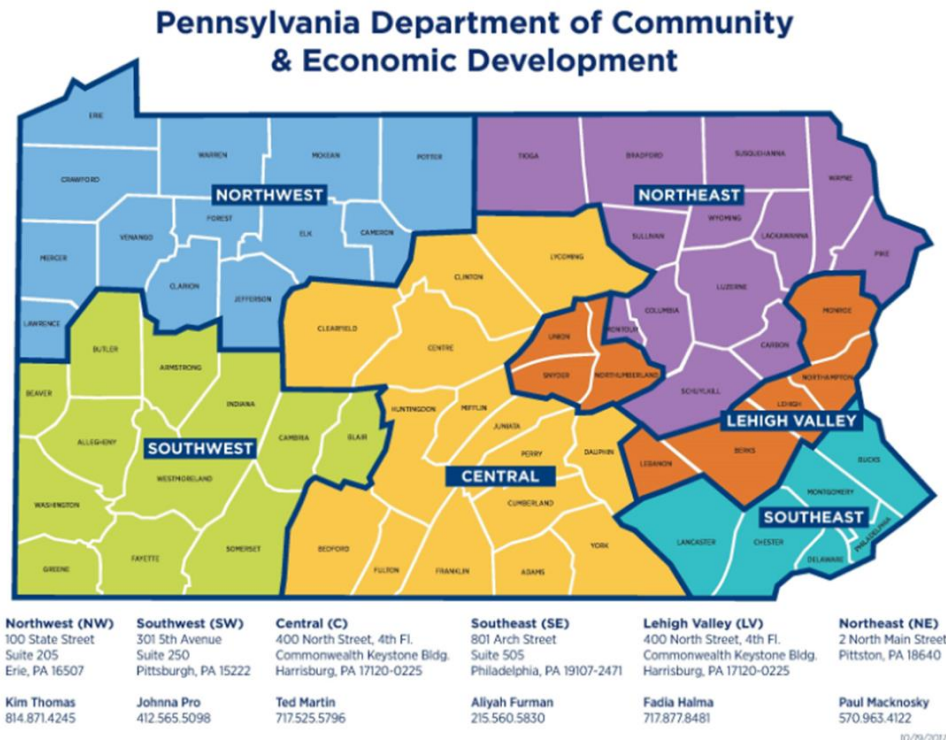 Pennsylvania Department of Community
& Economic Development
ERIE
CRAWFORD
WARREN
MCKEAN
POTTER
NORTHWEST
FOREST
VENANGO
ELK
CAMERON
MERCER
CLARION
JEFFERSON
LAWRENCE
TIOGA
BRADFORD
SUSQUEHANNA
WAYNE
NORTHEAST
WYOMING
SULLIVAN
LACKAWANNA
PIKE
LUZERNE
COLUMBIA
MONTOUR
CARBON
SCHUYLKILL
LYCOMING
CLINTON
CLEARFIELD
CENTRE
UNION
SNYDER
NORTHUMBERLAND
MONROE
NORTHAMPTON
LEHIGH
LEHIGH VALLEY
BERKS
LEBANON
BUTLER
ARMSTRONG
BEAVER
INDIANA
ALLEGHENY
SOUTHWEST
CAMBRIA
BLAIR
WESTMORELAND
WASHINGTON
FAYETTE
SOMERSET
GREENE
HUNTINGDON
MIFFLIN
JUNIATA
PERRY
DAUPHIN
CENTRAL
CUMBERLAND
BEDFORD
FULTON
FRANKLIN
ADAMS
YORK
BUCKS
MONTGOMERY
SOUTHEAST
LANCASTER
CHESTER
DELAWARE
PHILADELPHIA
Northwest (NW)
100 State Street
Suite 205
Erie, PA 16507
Kim Thomas
814.871.4245
Southwest (SW)
301 5th Avenue
Suite 250
Pittsburgh, PA 15222
Johnna Pro
412.565.5098
Central (C)
400 North Street, 4th Fl.
Commonwealth Keystone Bldg.
Harrisburg, PA 17120-0225
Ted Martin
717.525.5796
Southeast (SE)
801 Arch Street
Suite 505
Philadelphia, PA 19107-2471
Aliyah Furman
215.560.5830
Lehigh Valley (LV)
400 North Street, 4th Fl.
Commonwealth Keystone Bldg.
Harrisburg, PA 17120-0225
Fadia Halma
717.877.8481
Northeast (NE)
2 North Main Street
Pittston, PA 18640
Paul Macknosky
570.963.4122